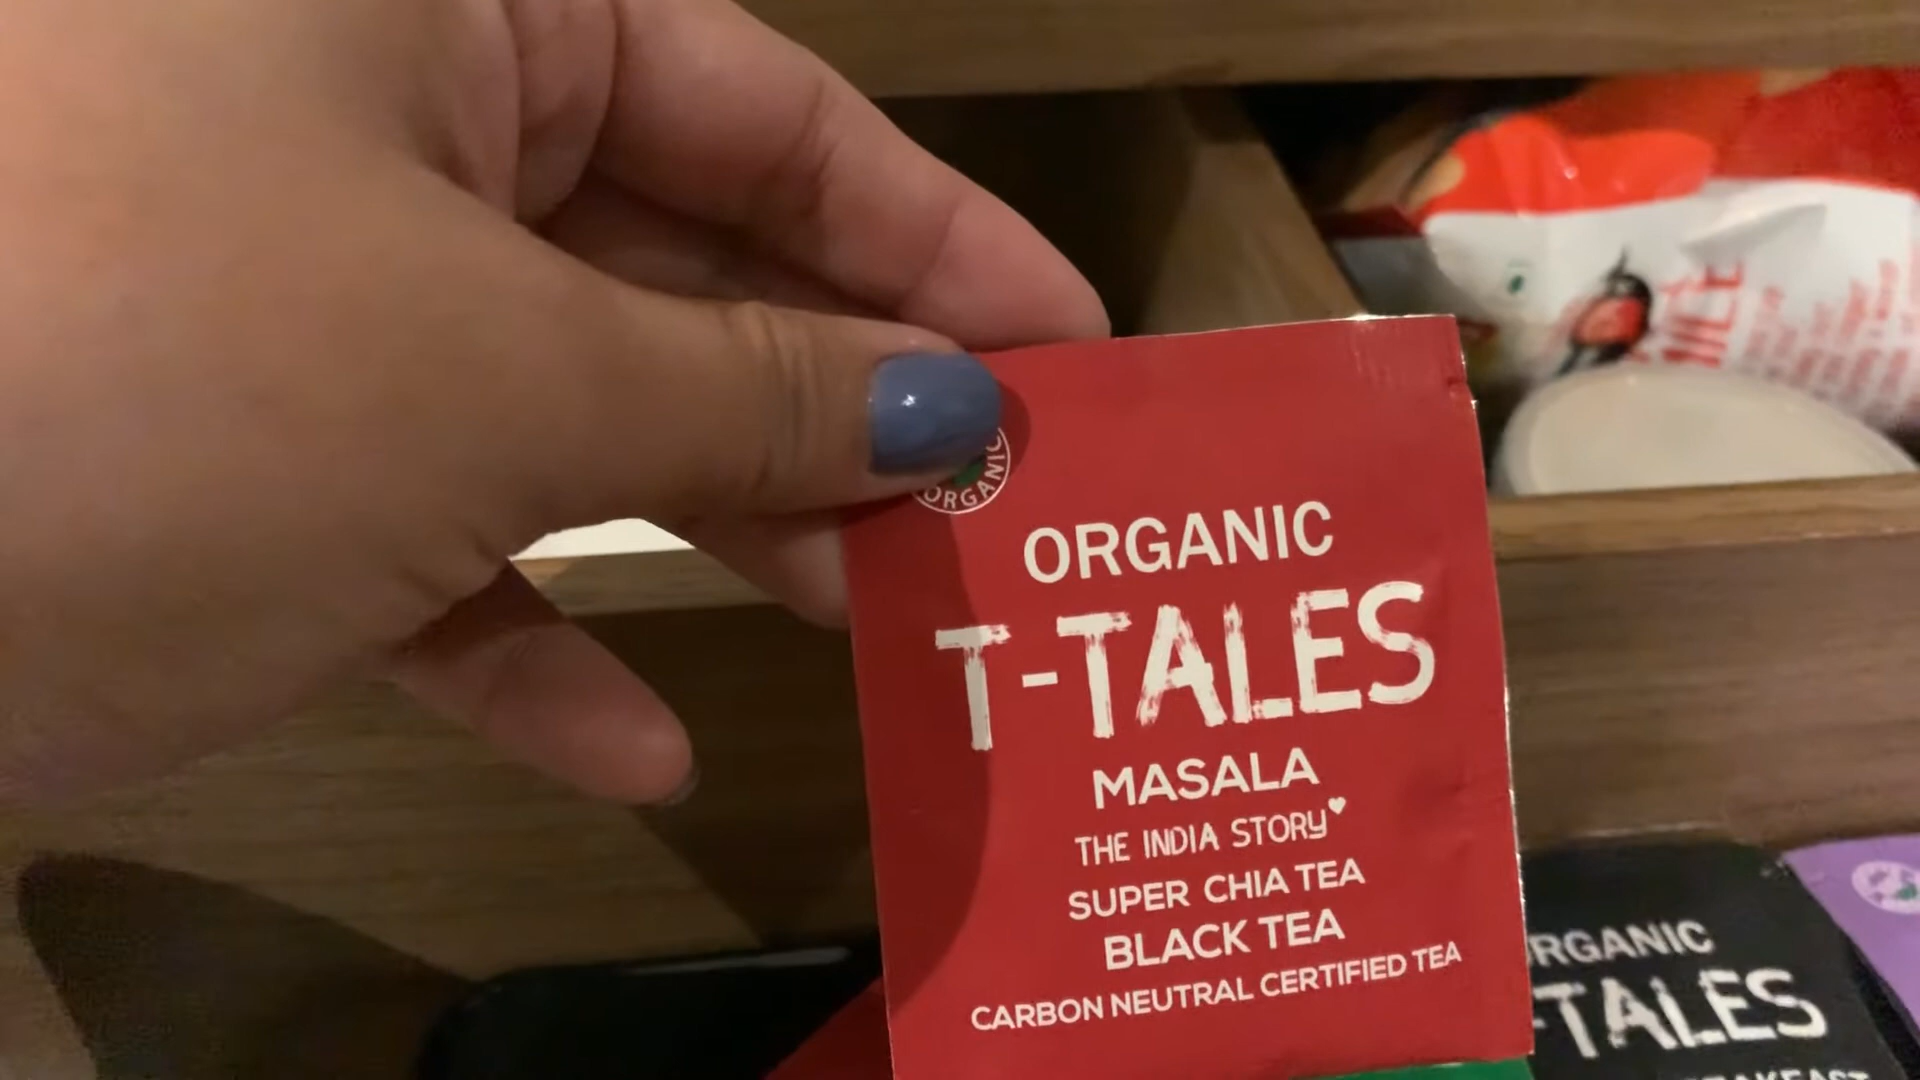 ORGANIC
ORGANIC
T-TALES
MASALA
THE INDIA STORY
SUPER CHIA TEA
BLACK TEA
CARBON NEUTRAL CERTIFIED TEA
TALES